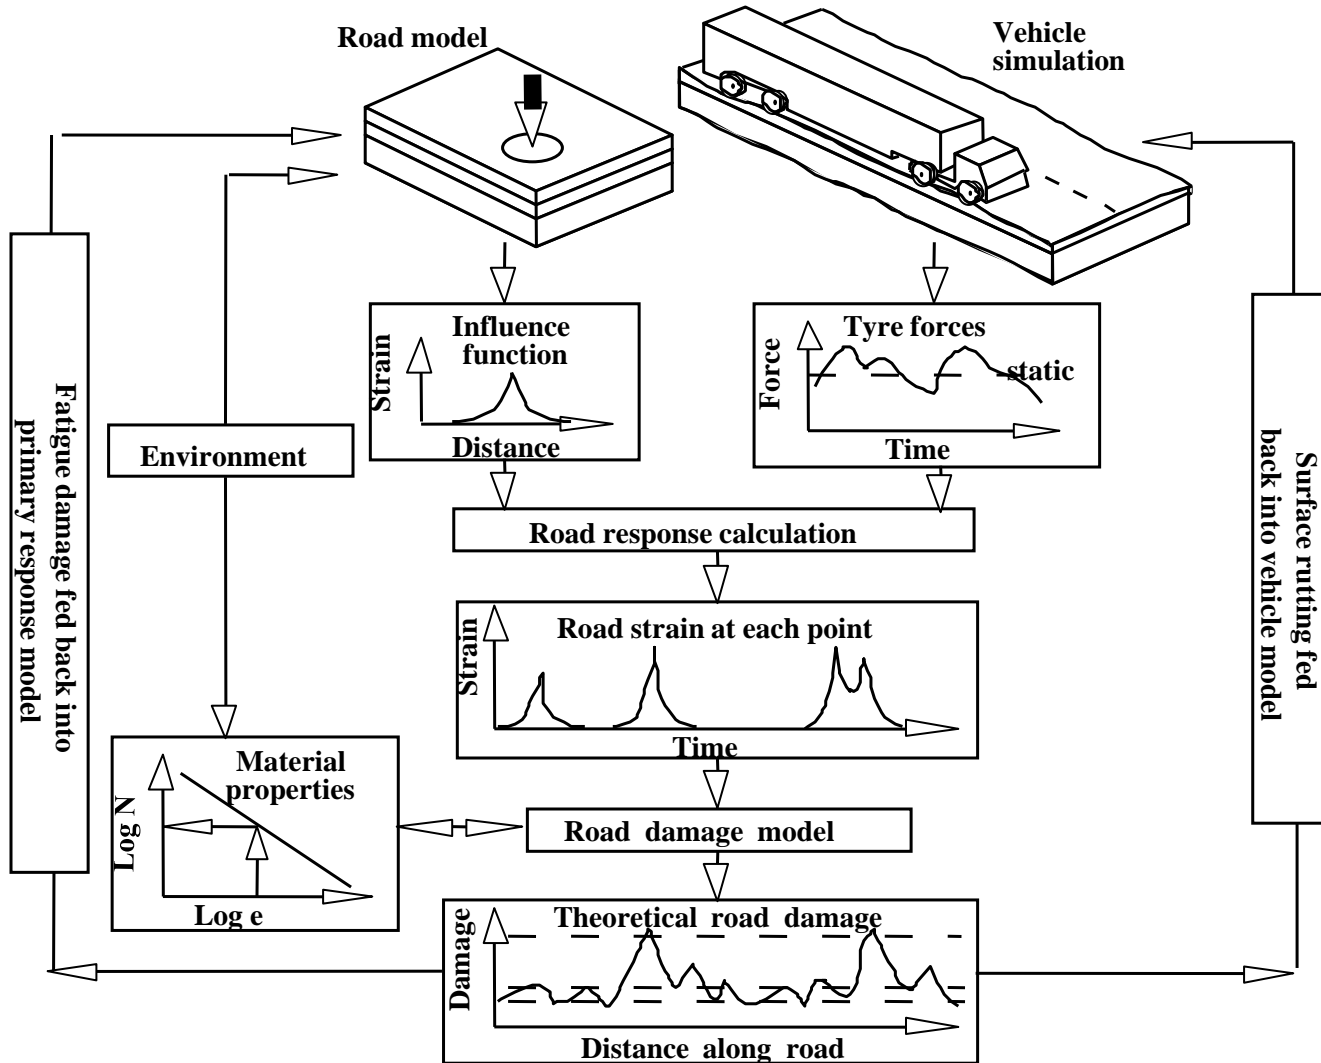 Road model
Vehicle
simulation
Influence
function
Strain
Distance
Tyre forces
static
Force
Time
Fatigue damage fed back into
primary response model
Environment
Surface rutting fed
back into vehicle model
Road response calculation
Road strain at each point
Strain
Time
Material
properties
Log N
Log e
Road damage model
Theoretical road damage
Damage
Distance along road